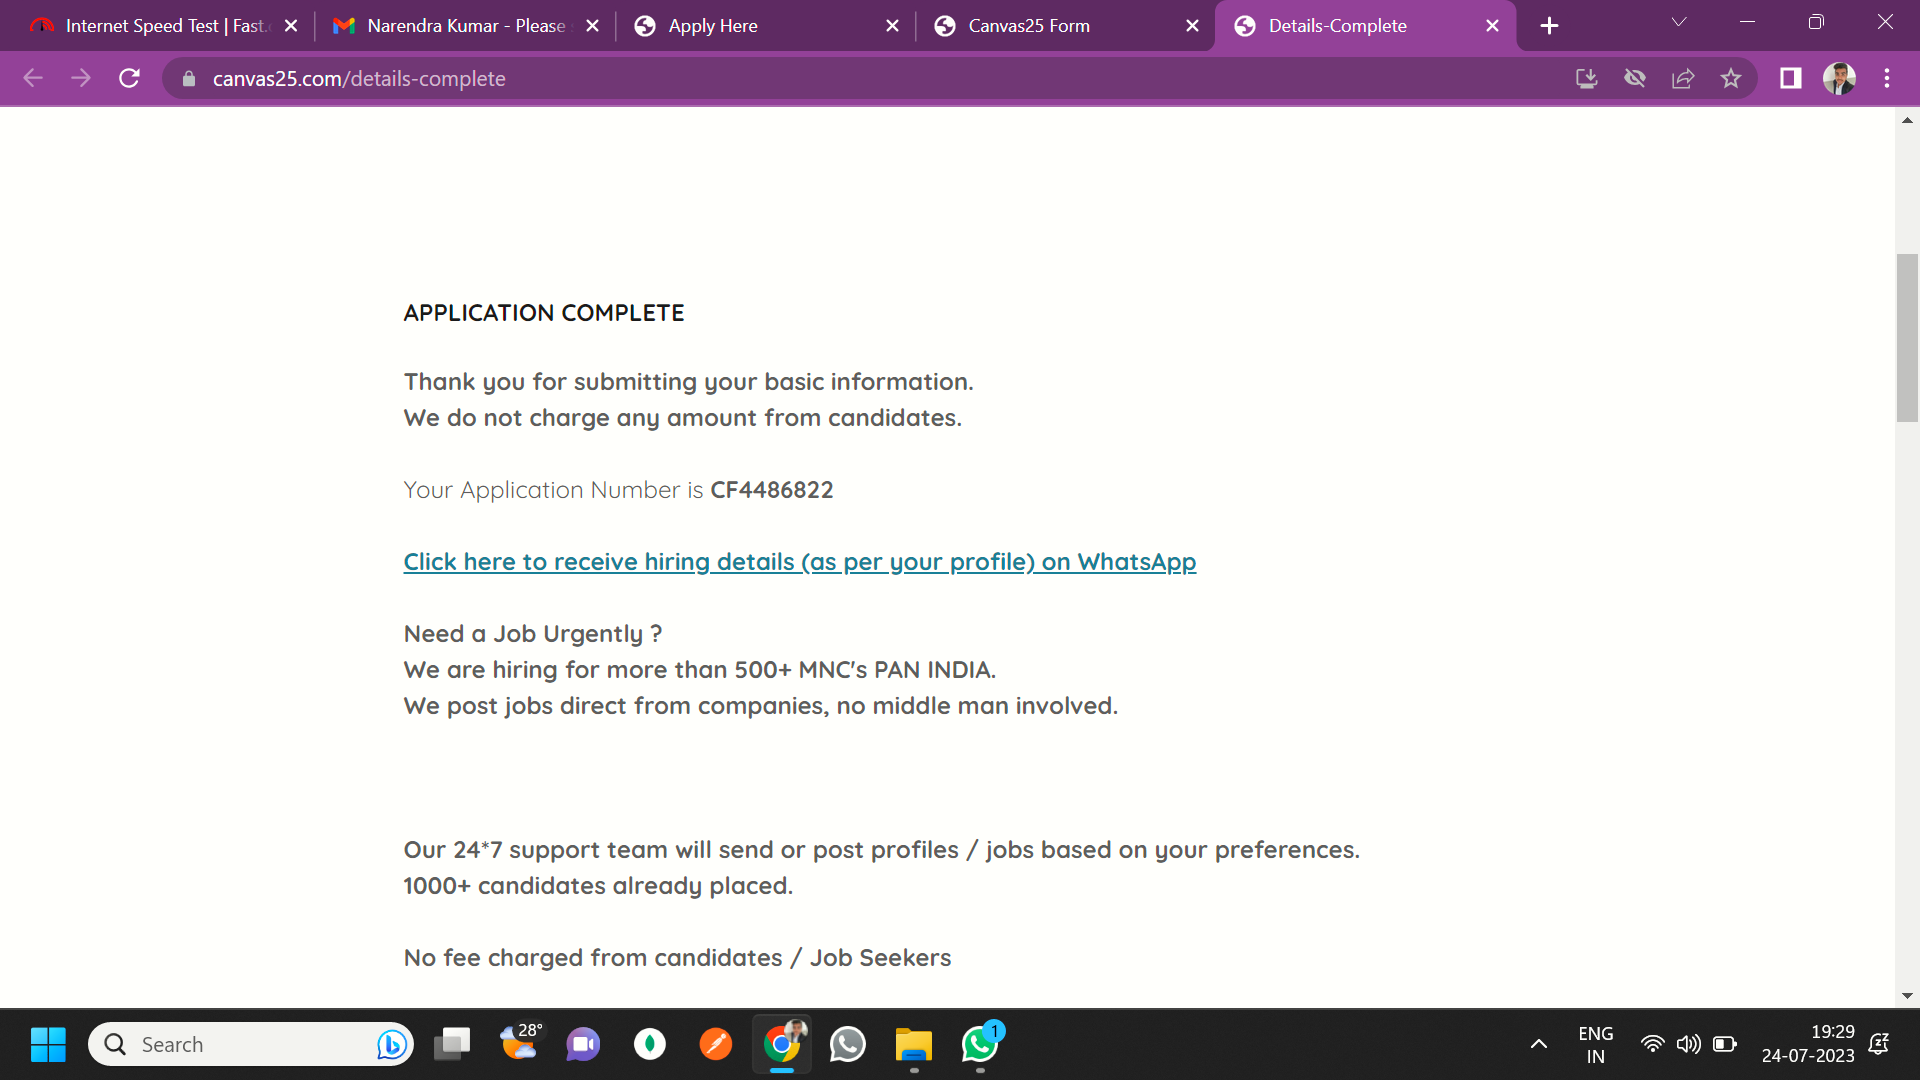 Internet Speed Test | Fast.
Narendra Kumar - Please
Apply Here
Canvas25 Form
Details-Complete
canvas25.com/details-complete
APPLICATION COMPLETE
Thank you for submitting your basic information.
We do not charge any amount from candidates.
Your Application Number is CF4486822
Click here to receive hiring details (as per your profile) on WhatsApp
Need a Job Urgently ?
We are hiring for more than 500+ MNC's PAN INDIA.
We post jobs direct from companies, no middle man involved.
Our 24*7 support team will send or post profiles / jobs based on your preferences.
1000+ candidates already placed.
No fee charged from candidates / Job Seekers
Search
28°
1
ENG
IN
19:29
24-07-2023